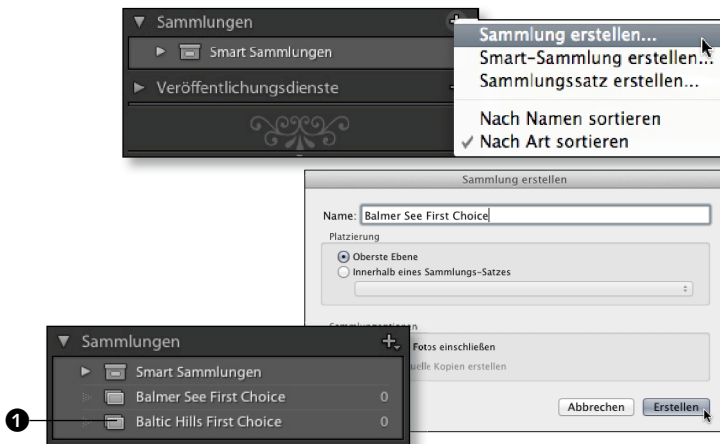 Sammlungen
Smart Sammlungen
Veröffentlichungsdienste
Sammlung erstellen...
Smart-Sammlung erstellen...
Sammlungssatz erstellen...
Nach Namen sortieren
✓ Nach Art sortieren
Sammlung erstellen
Name: Balmer See First Choice
Platzierung
Oberste Ebene
Innerhalb eines Sammlungs-Satzes
Fotos einschließen
Kopien erstellen
Abbrechen Erstellen
Sammlungen
Smart Sammlungen
Balmer See First Choice 0
1 Baltic Hills First Choice 0